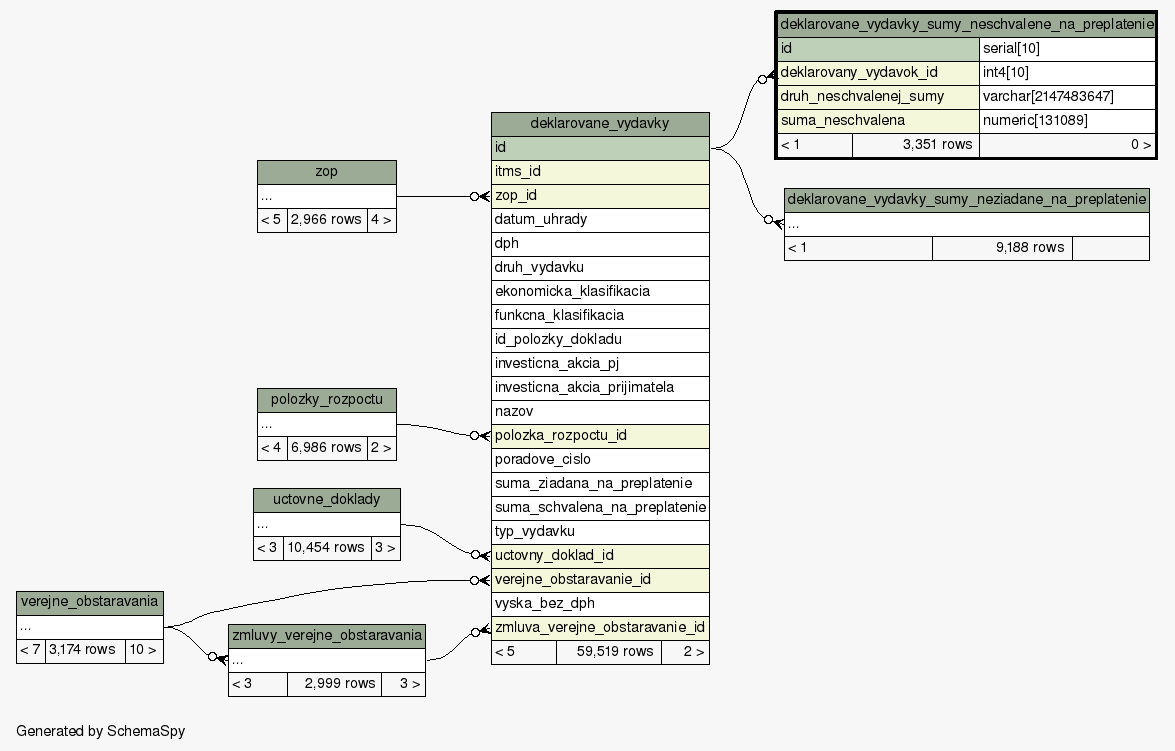 deklarovane_vydavky_sumy_neschvalene_na_preplatenie
id serial[10]
deklarovany_vydavok_id int4[10]
druh_neschvalenej_sumy varchar[2147483647]
suma_neschvalena numeric[131089]
< 1 3,351 rows 0 >
deklarovane_vydavky
id
itms_id
zop_id
datum_uhrady
dph
druh_vydavku
ekonomicka_klasifikacia
funkcna_klasifikacia
id_polozky_dokladu
investicna_akcia_pj
investicna_akcia_prijimatela
nazov
polozka_rozpoctu_id
poradove_cislo
suma_ziadana_na_preplatenie
suma_schvalena_na_preplatenie
typ_vydavku
uctovny_doklad_id
verejne_obstaravanie_id
vyska_bez_dph
zmluva_verejne_obstaravanie_id
< 5 59,519 rows 2 >
zop
...
< 5 2,966 rows 4 >
deklarovane_vydavky_sumy_neziadane_na_preplatenie
...
< 1 9,188 rows
polozky_rozpoctu
...
< 4 6,986 rows 2 >
uctovne_doklady
...
< 3 10,454 rows 3 >
verejne_obstaravania
...
< 7 3,174 rows 10 >
zmluvy_verejne_obstaravania
...
< 3 2,999 rows 3 >
Generated by SchemaSpy